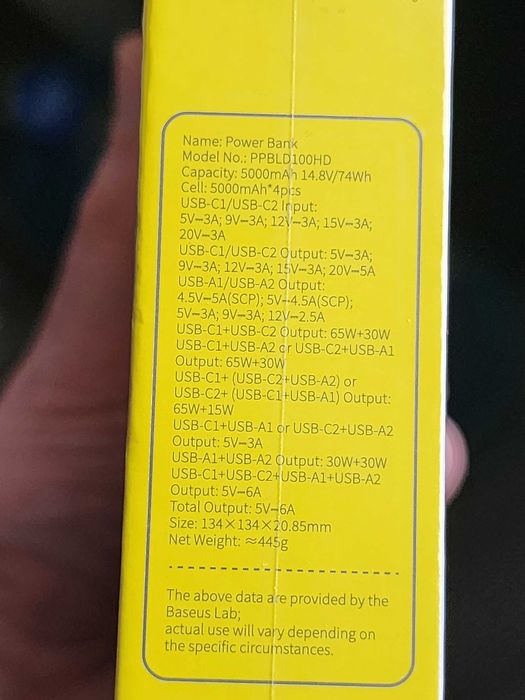 Name: Power Bank
Model No.: PPBLD100HD
Capacity: 5000mAh 14.8V/74Wh
Cell: 5000mAh*4pcs
USB-C1/USB-C2 Input:
5V⎓3A; 9V⎓3A; 12V⎓3A; 15V⎓3A;
20V⎓3A
USB-C1/USB-C2 Output: 5V⎓3A;
9V⎓3A; 12V⎓3A; 15V⎓3A; 20V⎓5A
USB-A1/USB-A2 Output:
4.5V⎓5A(SCP); 5V⎓4.5A(SCP);
5V⎓3A; 9V⎓3A; 12V⎓2.5A
USB-C1+USB-C2 Output: 65W+30W
USB-C1+USB-A2 or USB-C2+USB-A1
Output: 65W+30W
USB-C1+ (USB-C2+USB-A2) or
USB-C2+ (USB-C1+USB-A1) Output:
65W+15W
USB-C1+USB-A1 or USB-C2+USB-A2
Output: 5V⎓3A
USB-A1+USB-A2 Output: 30W+30W
USB-C1+USB-C2+USB-A1+USB-A2
Output: 5V⎓6A
Total Output: 5V⎓6A
Size: 134×134×20.85mm
Net Weight: ≈445g
The above data are provided by the
Baseus Lab;
actual use will vary depending on
the specific circumstances.